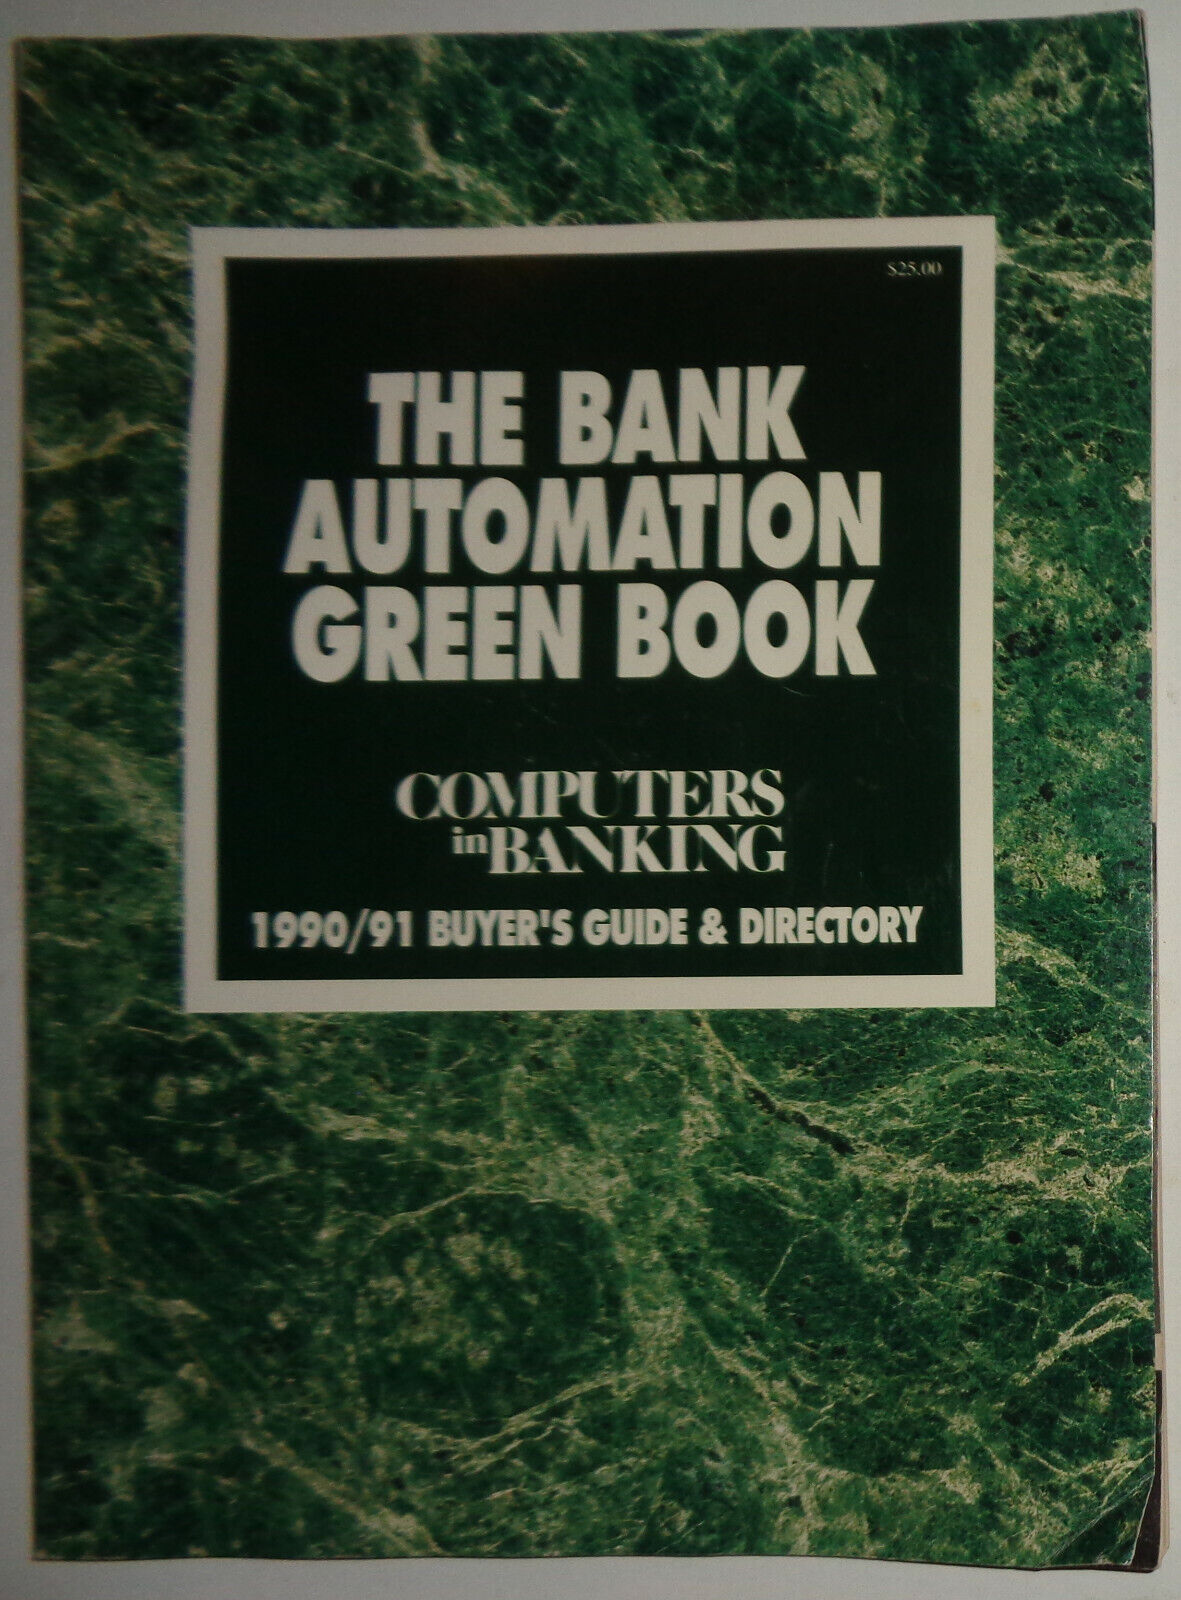 $25.00
THE BANK
AUTOMATION
GREEN BOOK
COMPUTERS
in BANKING
1990/91 BUYER'S GUIDE & DIRECTORY